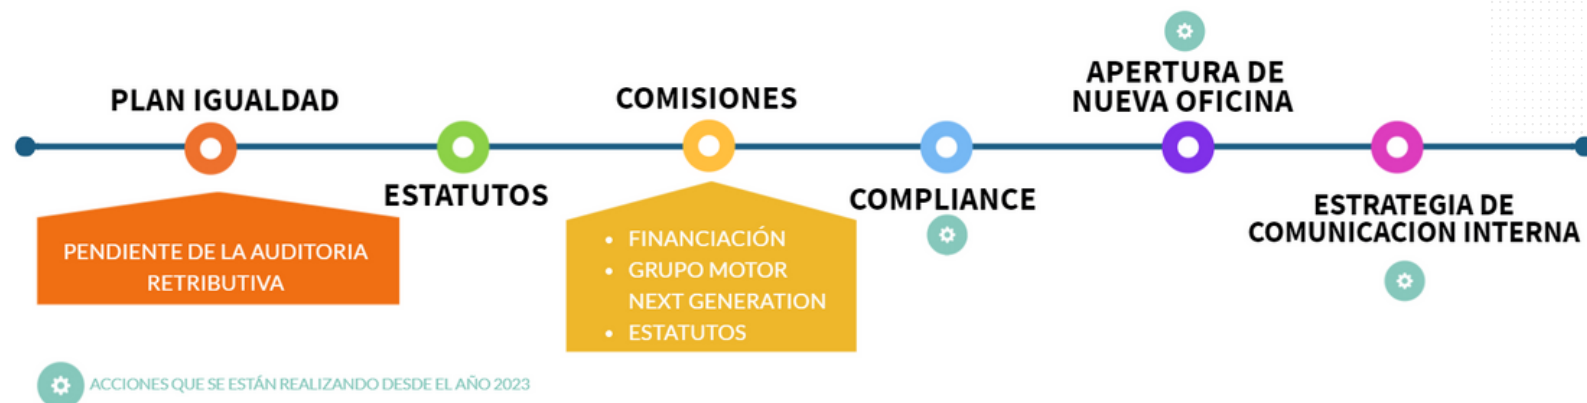 PLAN IGUALDAD
PENDIENTE DE LA AUDITORIA
RETRIBUTIVA
ESTATUTOS
COMISIONES
• FINANCIACIÓN
• GRUPO MOTOR
NEXT GENERATION
• ESTATUTOS
COMPLIANCE
APERTURA DE
NUEVA OFICINA
ESTRATEGIA DE
COMUNICACION INTERNA
ACCIONES QUE SE ESTÁN REALIZANDO DESDE EL AÑO 2023